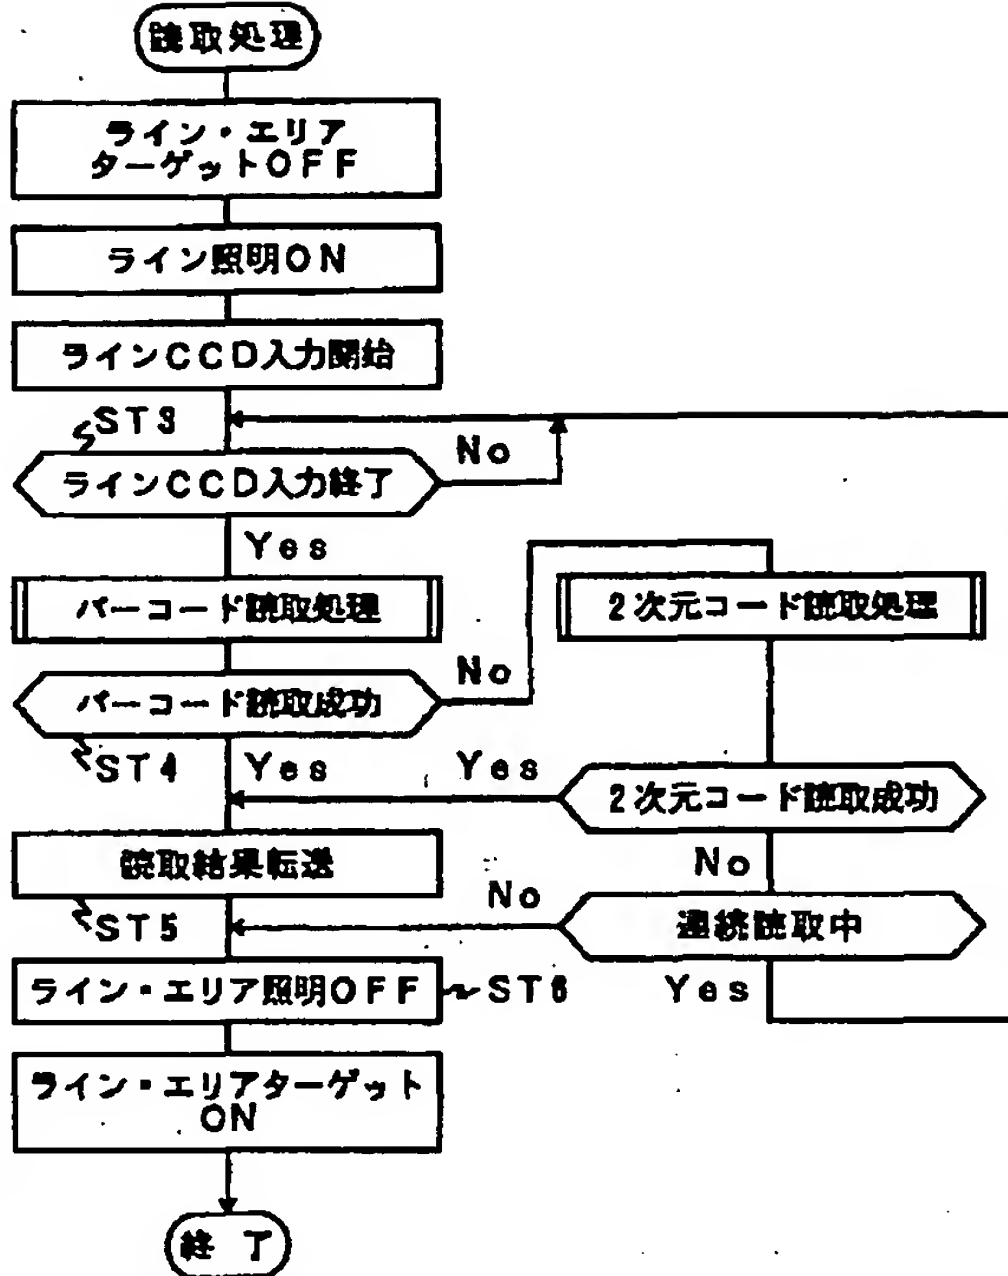 読取処理
ライン・エリア
ターゲットOFF
ライン照明ON
ラインCCD入力開始
ST3
No
ラインCCD入力終了
Yes
バーコード読取処理
2次元コード読取処理
No
バーコード読取成功
ST4
Yes
Yes
2次元コード読取成功
No
読取結果転送
No
連続読取中
ST5
ライン・エリア照明OFF
ST6
Yes
ライン・エリアターゲット
ON
終了